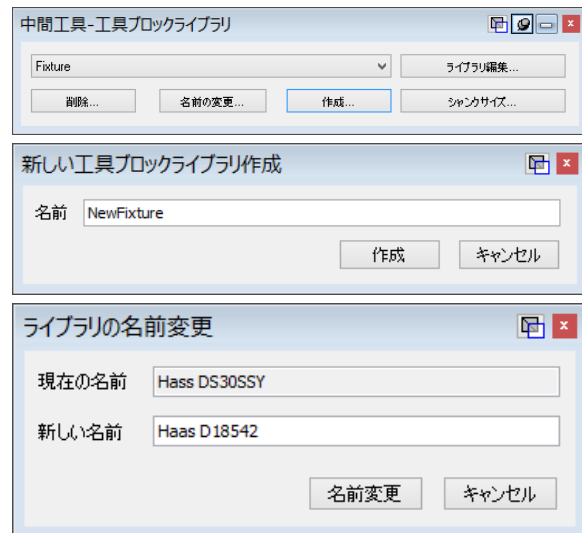 中間工具-工具ブロックライブラリ
Fixture
ライブラリ編集...
削除...
名前の変更...
作成...
シャンクサイズ...
新しい工具ブロックライブラリ作成
名前 NewFixture
作成 キャンセル
ライブラリの名前変更
現在の名前 Hass DS30SSY
新しい名前 Haas D18542
名前変更 キャンセル